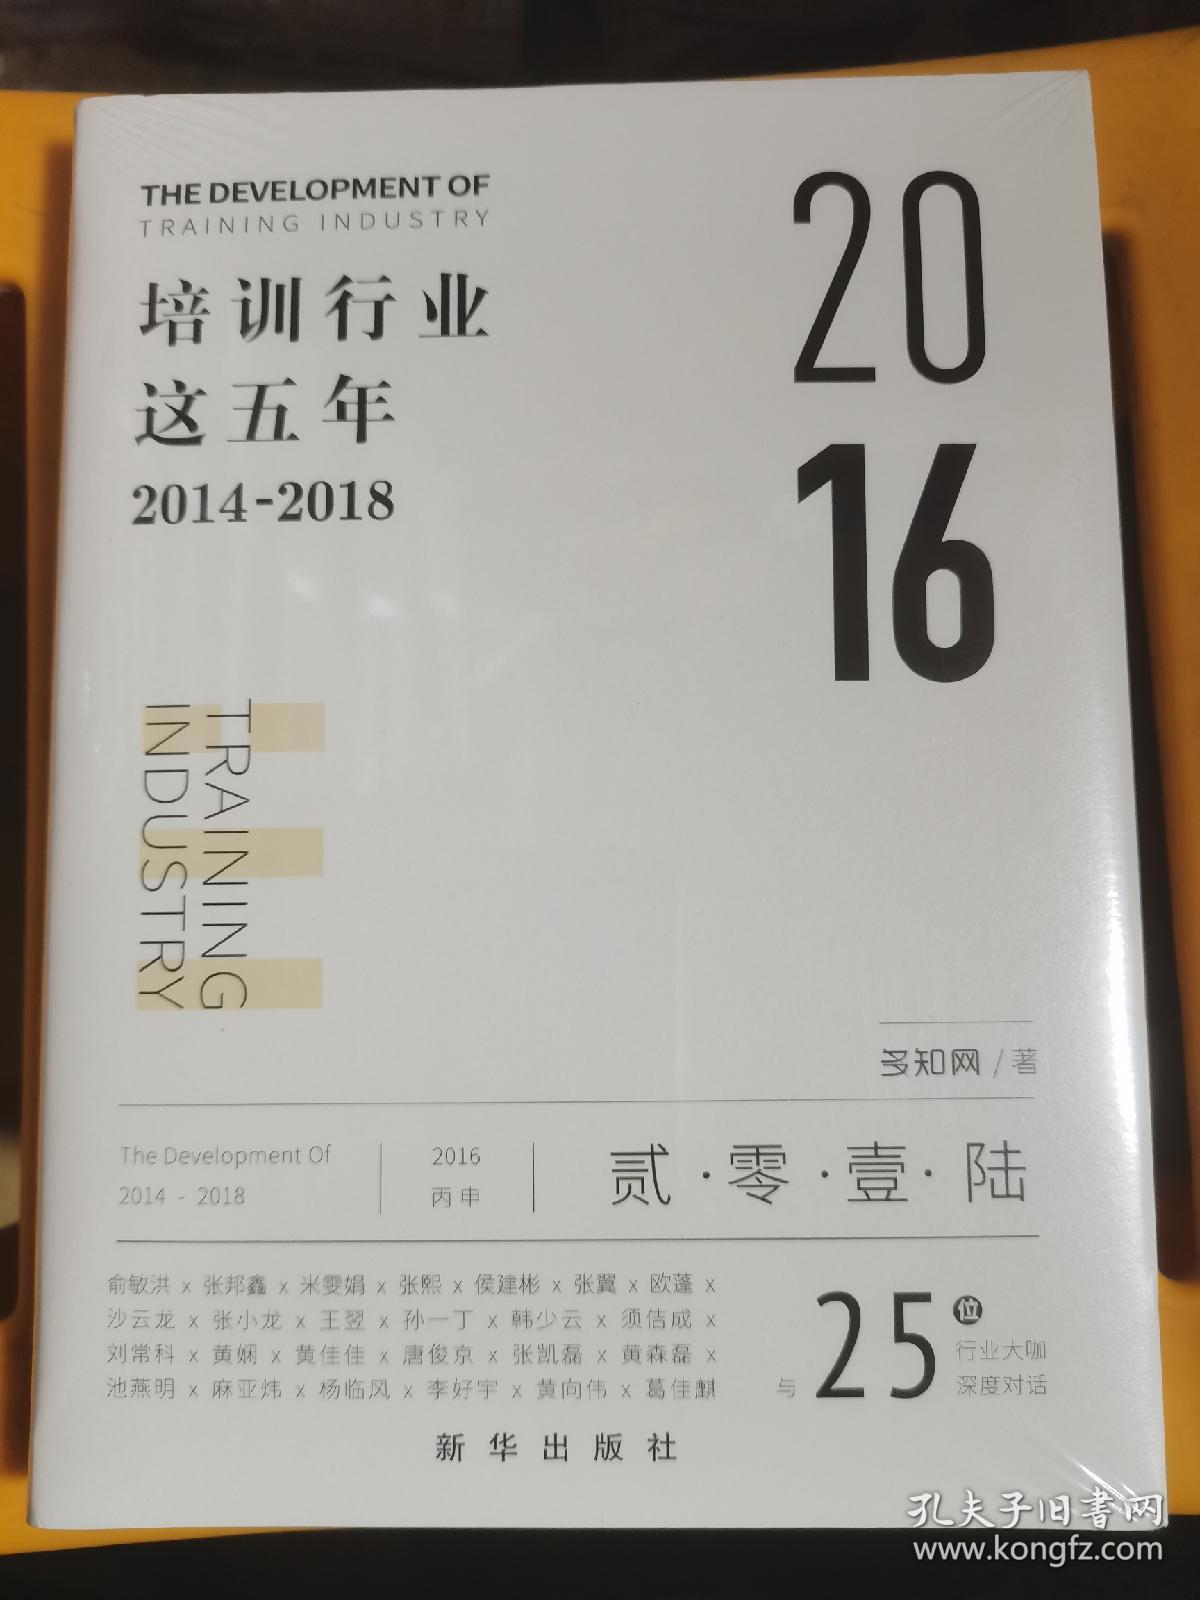 THE DEVELOPMENT OF
TRAINING INDUSTRY
培训行业
这五年
2014-2018
20
16
TRAINING
INDUSTRY
多知网 / 著
The Development Of
2014 - 2018
2016
丙申
贰·零·壹·陆
俞敏洪 x 张邦鑫 x 米雯娟 x 张熙 x 侯建彬 x 张翼 x 欧蓬 x
沙云龙 x 张小龙 x 王翌 x 孙一丁 x 韩少云 x 须佶成 x
刘常科 x 黄娴 x 黄佳佳 x 唐俊京 x 张凯磊 x 黄森磊 x
池燕明 x 麻亚炜 x 杨临风 x 李好宇 x 黄向伟 x 葛佳麒
与 25 位
行业大咖
深度对话
新华出版社
孔夫子旧书网
www.kongfz.com